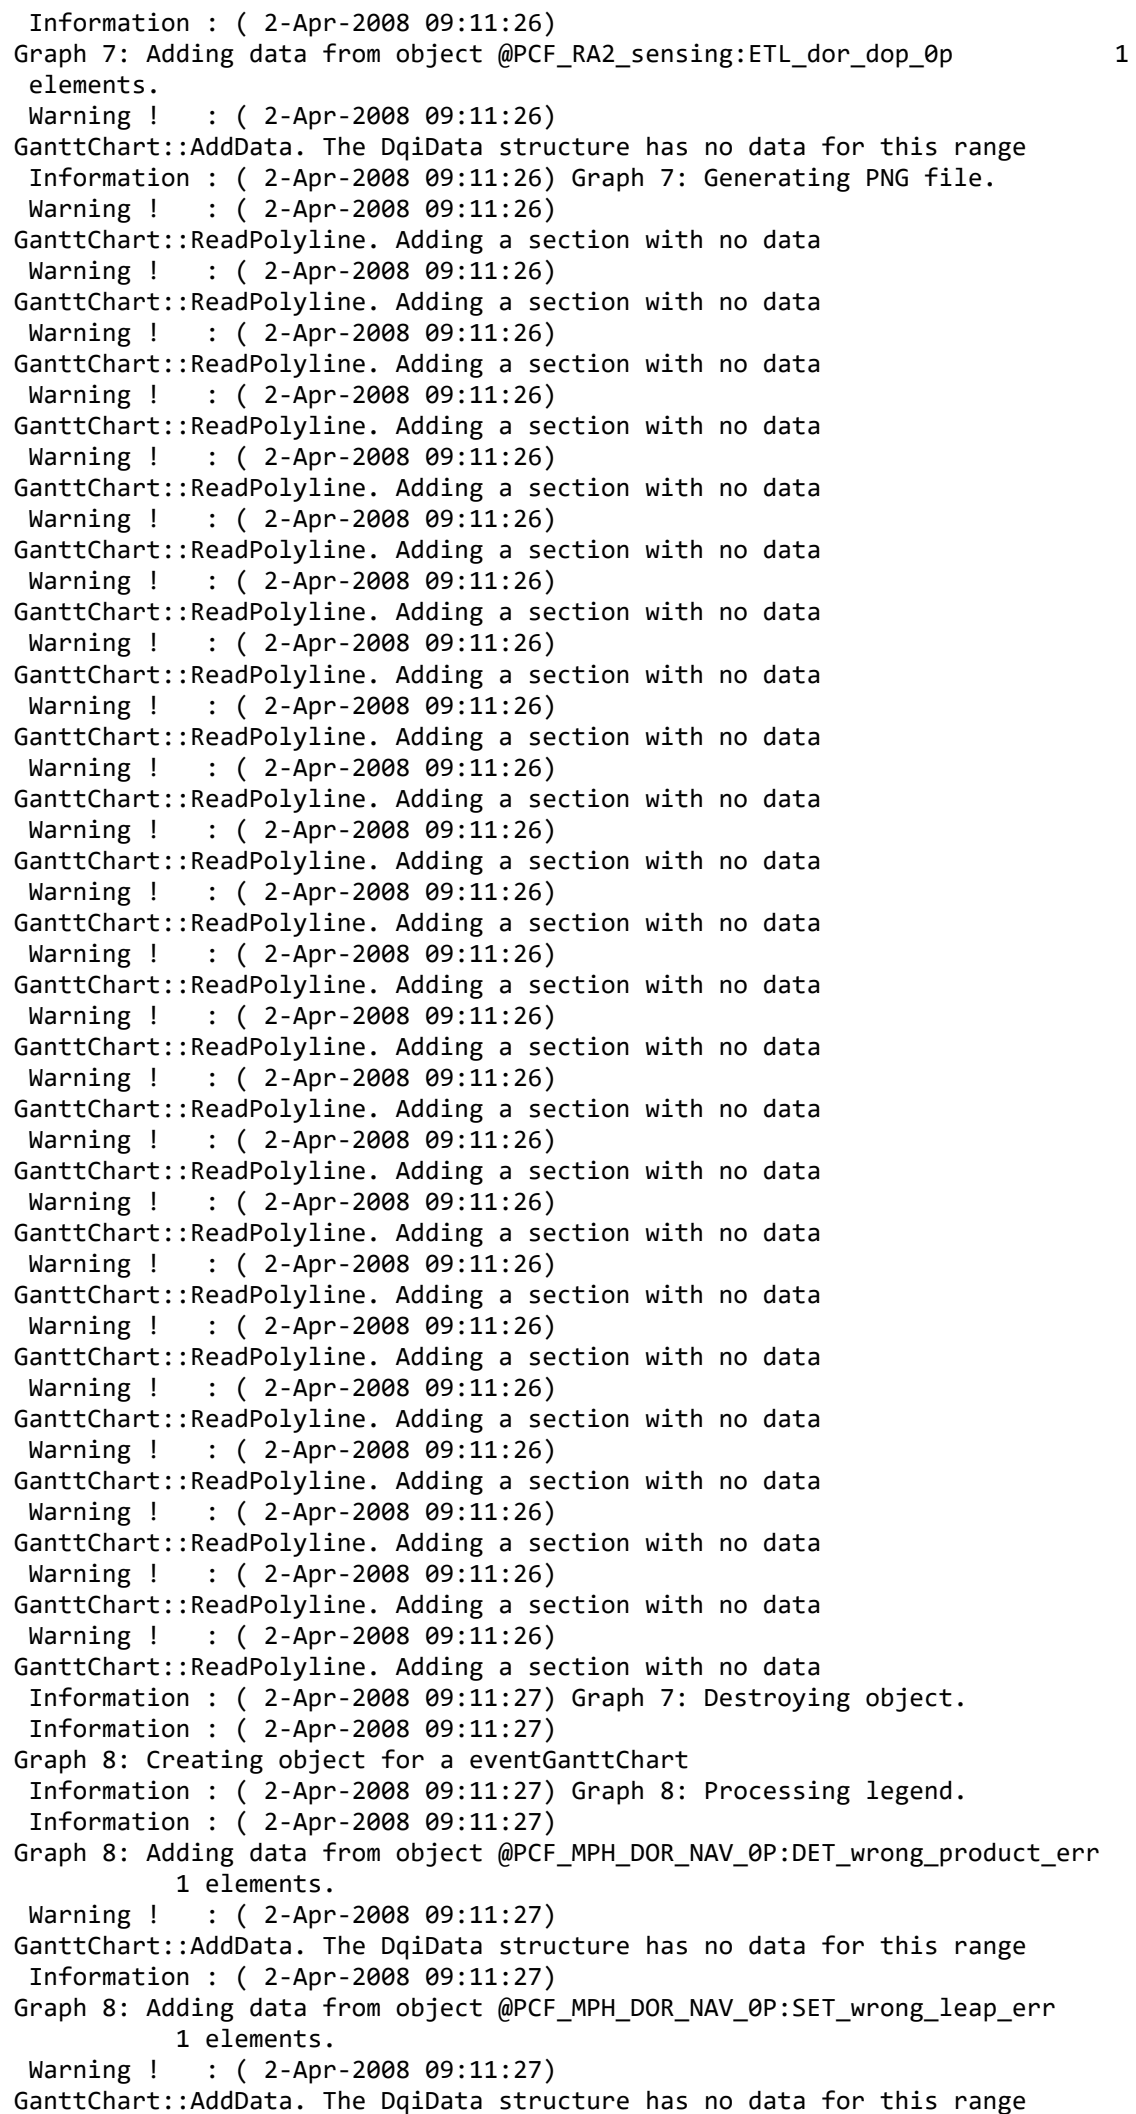 Information : ( 2-Apr-2008 09:11:26)
Graph 7: Adding data from object @PCF_RA2_sensing:ETL_dor_dop_0p 1
elements.
Warning ! : ( 2-Apr-2008 09:11:26)
GanttChart::AddData. The DqiData structure has no data for this range
Information : ( 2-Apr-2008 09:11:26) Graph 7: Generating PNG file.
Warning ! : ( 2-Apr-2008 09:11:26)
GanttChart::ReadPolyline. Adding a section with no data
Warning ! : ( 2-Apr-2008 09:11:26)
GanttChart::ReadPolyline. Adding a section with no data
Warning ! : ( 2-Apr-2008 09:11:26)
GanttChart::ReadPolyline. Adding a section with no data
Warning ! : ( 2-Apr-2008 09:11:26)
GanttChart::ReadPolyline. Adding a section with no data
Warning ! : ( 2-Apr-2008 09:11:26)
GanttChart::ReadPolyline. Adding a section with no data
Warning ! : ( 2-Apr-2008 09:11:26)
GanttChart::ReadPolyline. Adding a section with no data
Warning ! : ( 2-Apr-2008 09:11:26)
GanttChart::ReadPolyline. Adding a section with no data
Warning ! : ( 2-Apr-2008 09:11:26)
GanttChart::ReadPolyline. Adding a section with no data
Warning ! : ( 2-Apr-2008 09:11:26)
GanttChart::ReadPolyline. Adding a section with no data
Warning ! : ( 2-Apr-2008 09:11:26)
GanttChart::ReadPolyline. Adding a section with no data
Warning ! : ( 2-Apr-2008 09:11:26)
GanttChart::ReadPolyline. Adding a section with no data
Warning ! : ( 2-Apr-2008 09:11:26)
GanttChart::ReadPolyline. Adding a section with no data
Warning ! : ( 2-Apr-2008 09:11:26)
GanttChart::ReadPolyline. Adding a section with no data
Warning ! : ( 2-Apr-2008 09:11:26)
GanttChart::ReadPolyline. Adding a section with no data
Warning ! : ( 2-Apr-2008 09:11:26)
GanttChart::ReadPolyline. Adding a section with no data
Warning ! : ( 2-Apr-2008 09:11:26)
GanttChart::ReadPolyline. Adding a section with no data
Warning ! : ( 2-Apr-2008 09:11:26)
GanttChart::ReadPolyline. Adding a section with no data
Warning ! : ( 2-Apr-2008 09:11:26)
GanttChart::ReadPolyline. Adding a section with no data
Warning ! : ( 2-Apr-2008 09:11:26)
GanttChart::ReadPolyline. Adding a section with no data
Warning ! : ( 2-Apr-2008 09:11:26)
GanttChart::ReadPolyline. Adding a section with no data
Warning ! : ( 2-Apr-2008 09:11:26)
GanttChart::ReadPolyline. Adding a section with no data
Warning ! : ( 2-Apr-2008 09:11:26)
GanttChart::ReadPolyline. Adding a section with no data
Warning ! : ( 2-Apr-2008 09:11:26)
GanttChart::ReadPolyline. Adding a section with no data
Warning ! : ( 2-Apr-2008 09:11:26)
GanttChart::ReadPolyline. Adding a section with no data
Information : ( 2-Apr-2008 09:11:27) Graph 7: Destroying object.
Information : ( 2-Apr-2008 09:11:27)
Graph 8: Creating object for a eventGanttChart
Information : ( 2-Apr-2008 09:11:27) Graph 8: Processing legend.
Information : ( 2-Apr-2008 09:11:27)
Graph 8: Adding data from object @PCF_MPH_DOR_NAV_0P:DET_wrong_product_err
1 elements.
Warning ! : ( 2-Apr-2008 09:11:27)
GanttChart::AddData. The DqiData structure has no data for this range
Information : ( 2-Apr-2008 09:11:27)
Graph 8: Adding data from object @PCF_MPH_DOR_NAV_0P:SET_wrong_leap_err
1 elements.
Warning ! : ( 2-Apr-2008 09:11:27)
GanttChart::AddData. The DqiData structure has no data for this range